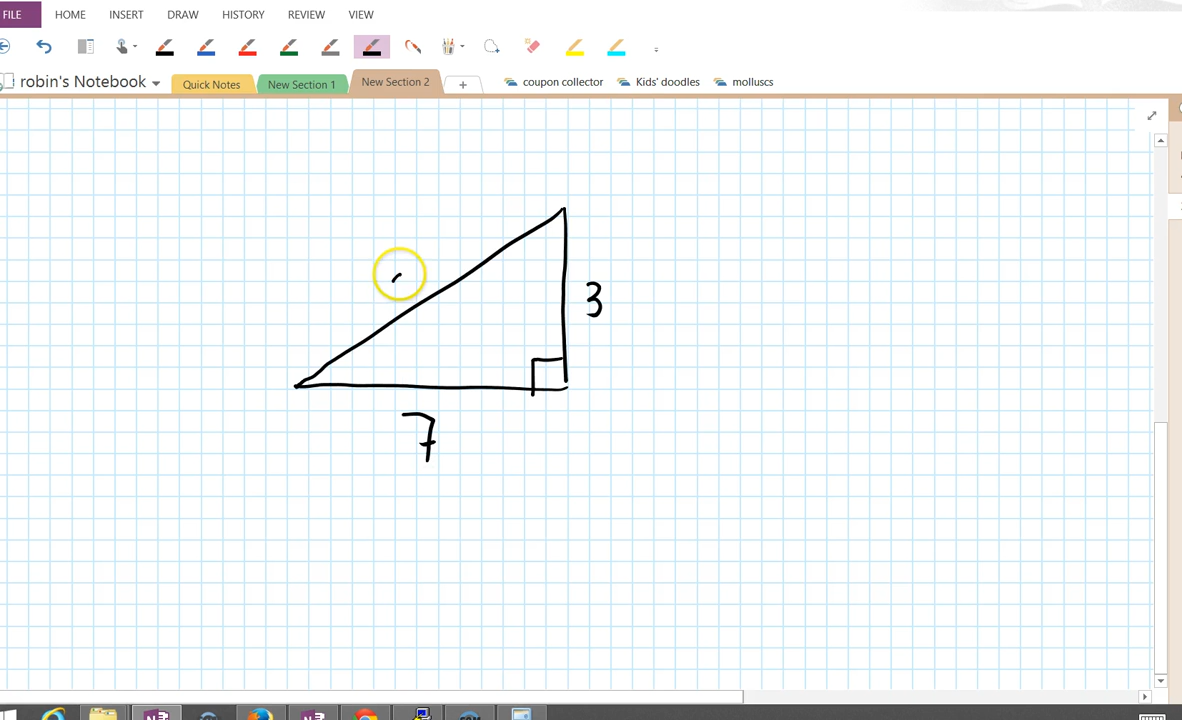 FILE HOME INSERT DRAW HISTORY REVIEW VIEW
robin's Notebook Quick Notes New Section 1 New Section 2 + coupon collector Kids' doodles molluscs
3
7